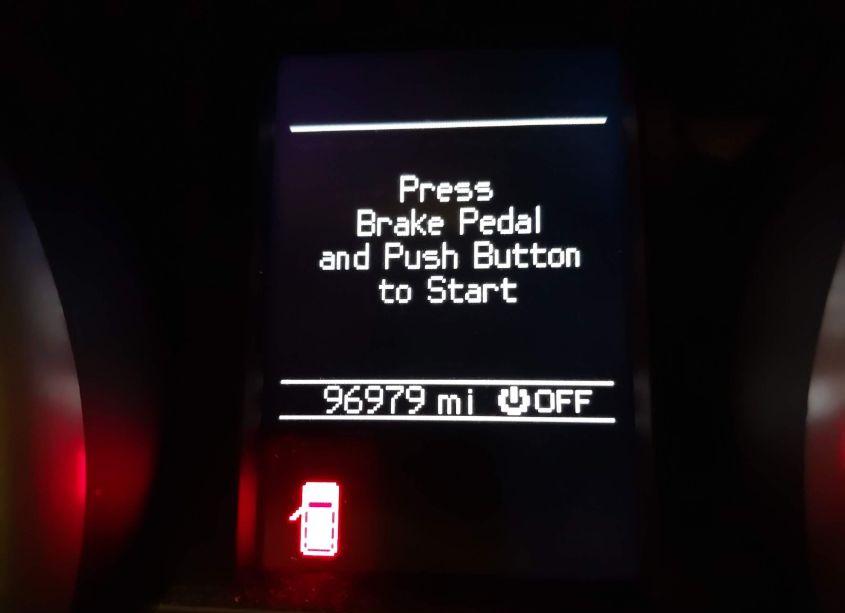 Press
Brake Pedal
and Push Button
to Start
96979 mi OFF